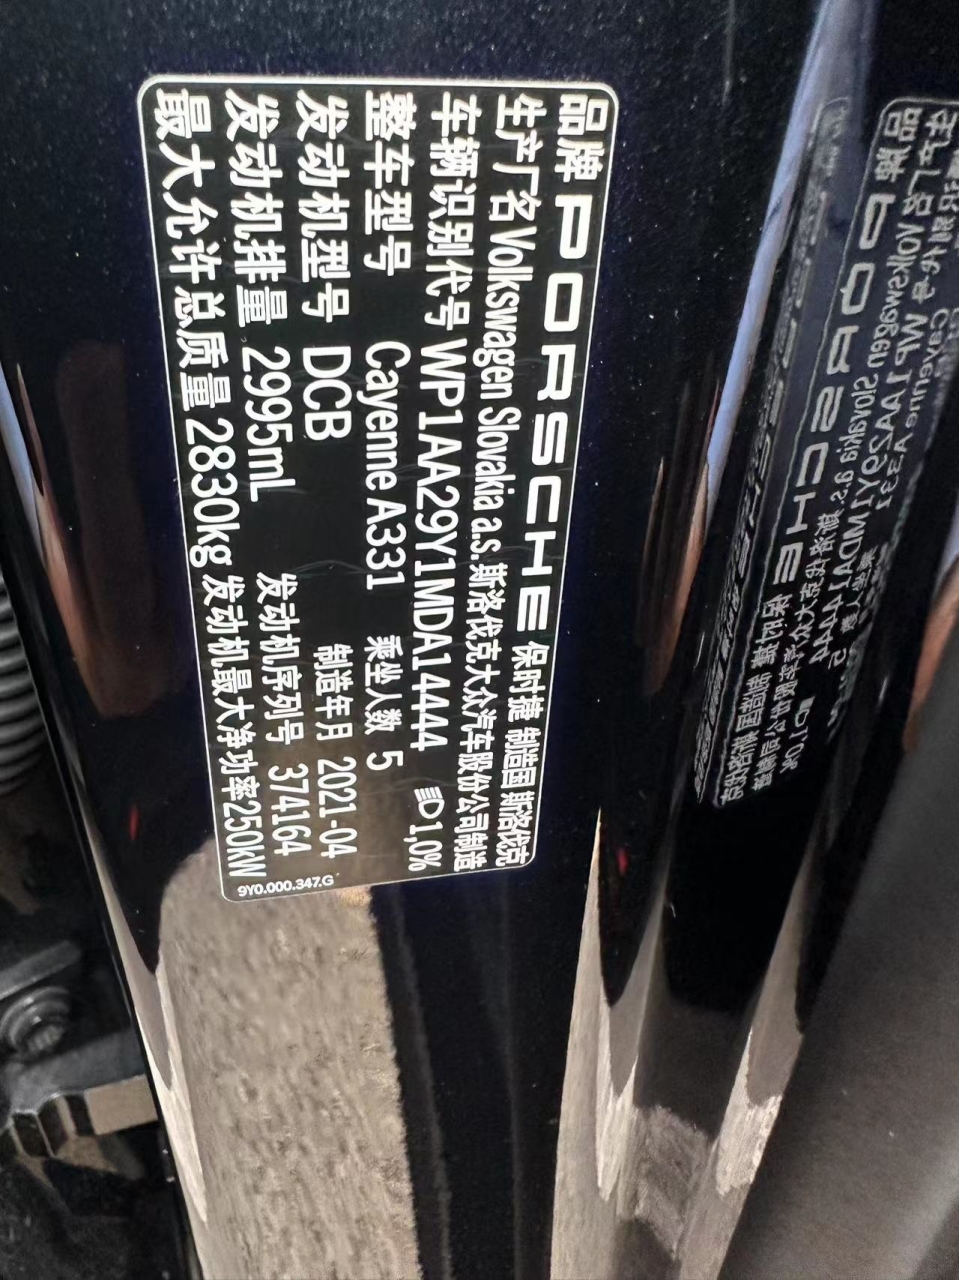 品牌 PORSCHE 保时捷 制造国 斯洛伐克
生产厂名 Volkswagen Slovakia a.s. 斯洛伐克大众汽车股份公司制造
车辆识别代号 WP1AA29Y1MDA14444 1,0%
整车型号 Cayenne A331 乘坐人数 5
发动机型号 DCB 制造年月 2021-04
发动机排量 2995mL 发动机序列号 374164
最大允许总质量 2830kg 发动机最大净功率 250kW
9Y0.000.347.G